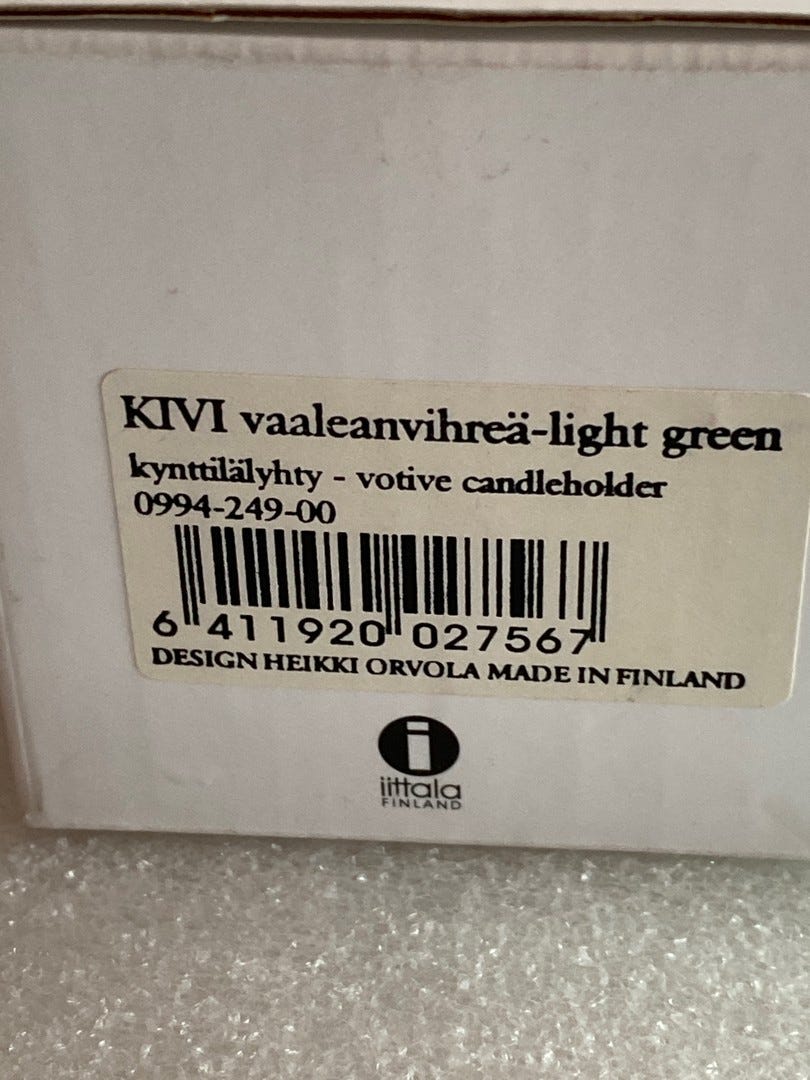 KIVI vaaleanvihreä-light green
kynttilälyhty - votive candleholder
0994-249-00
6 411920 027567
DESIGN HEIKKI ORVOLA MADE IN FINLAND
i
iittala
FINLAND